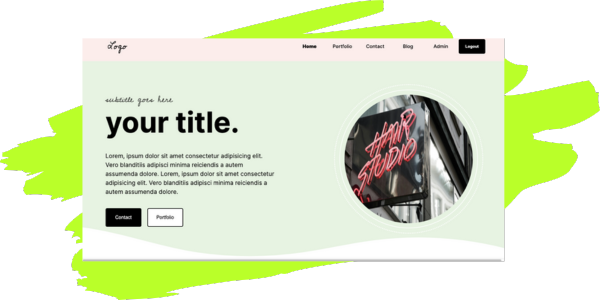 Logo
Home Portfolio Contact Blog Admin Logout
subtitle goes here
your title.
Lorem, ipsum dolor sit amet consectetur adipisicing elit.
Vero blanditiis adipisci minima reiciendis a autem
assumenda dolore. Lorem, ipsum dolor sit amet consectetur
adipisicing elit. Vero blanditiis adipisci minima reiciendis a
autem assumenda dolore.
Contact Portfolio
HAIR
STUDIO